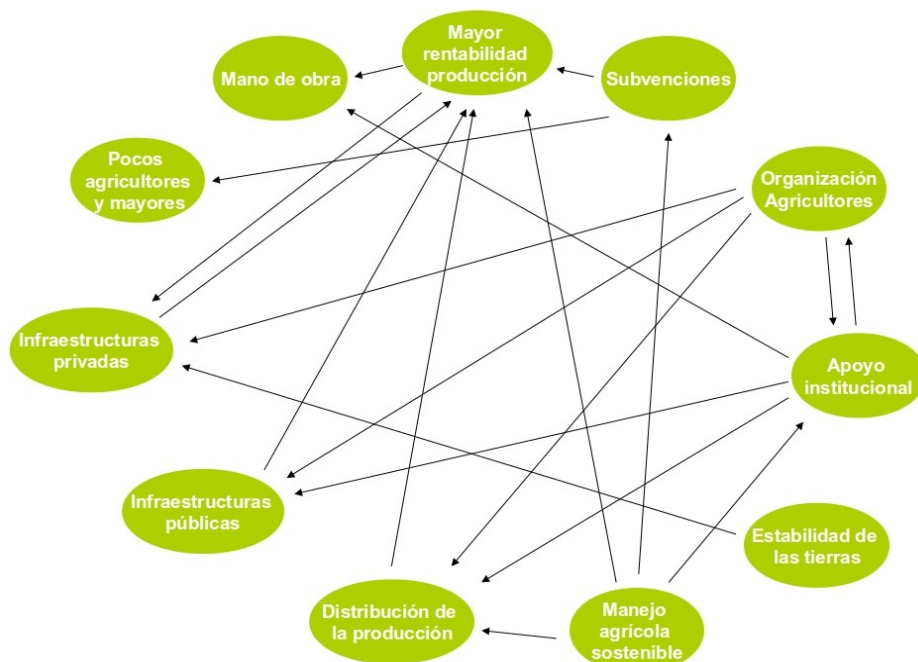 Mayor
rentabilidad
producción
Mano de obra
Subvenciones
Pocos
agricultores
y mayores
Organización
Agricultores
Infraestructuras
privadas
Apoyo
institucional
Infraestructuras
públicas
Estabilidad de
las tierras
Distribución de
la producción
Manejo
agrícola
sostenible